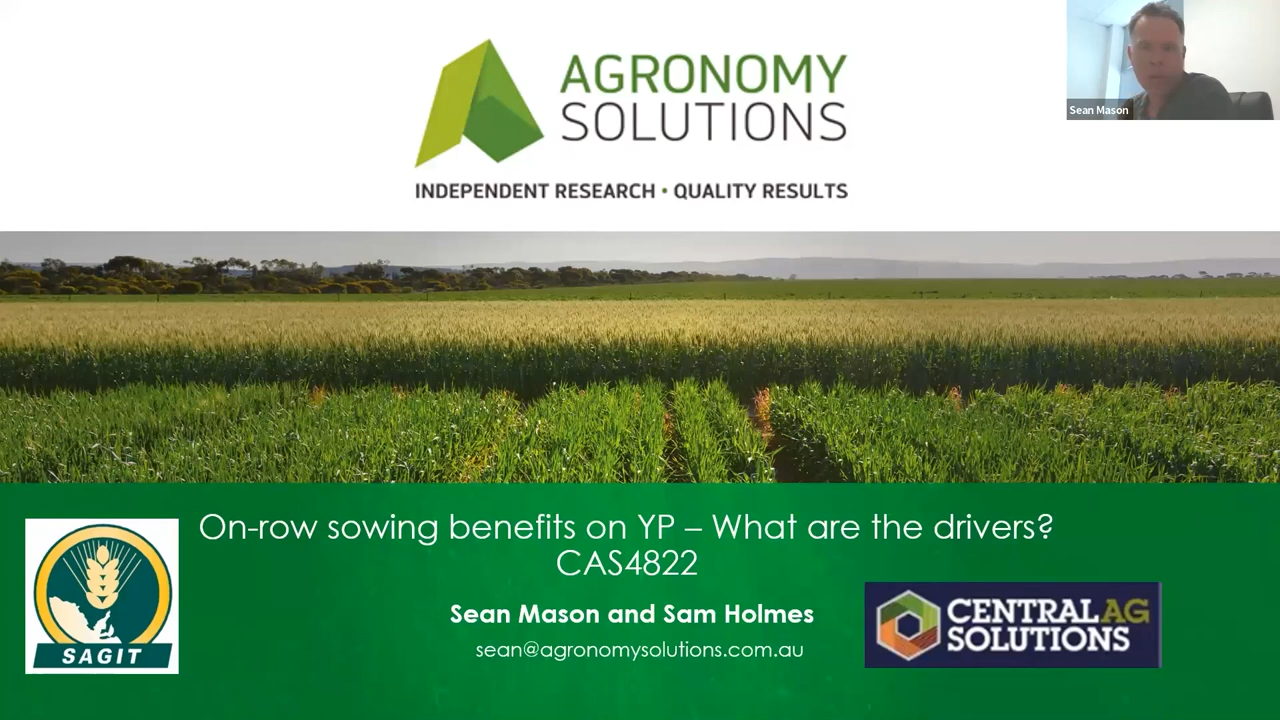 AGRONOMY
SOLUTIONS
INDEPENDENT RESEARCH • QUALITY RESULTS
Sean Mason
On-row sowing benefits on YP – What are the drivers?
CAS4822
Sean Mason and Sam Holmes
sean@agronomysolutions.com.au
SAGIT
CENTRAL AG
SOLUTIONS